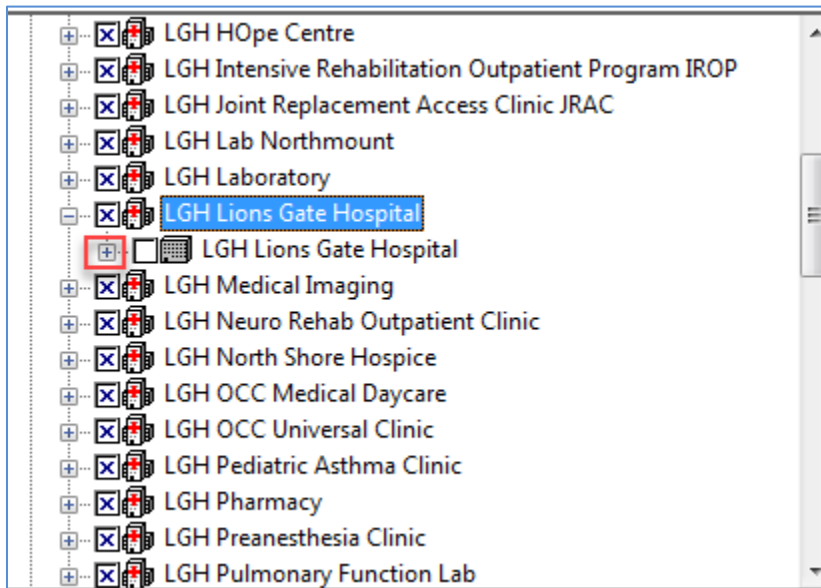 LGH HOpe Centre
LGH Intensive Rehabilitation Outpatient Program IROP
LGH Joint Replacement Access Clinic JRAC
LGH Lab Northmount
LGH Laboratory
LGH Lions Gate Hospital
LGH Lions Gate Hospital
LGH Medical Imaging
LGH Neuro Rehab Outpatient Clinic
LGH North Shore Hospice
LGH OCC Medical Daycare
LGH OCC Universal Clinic
LGH Pediatric Asthma Clinic
LGH Pharmacy
LGH Preanesthesia Clinic
LGH Pulmonary Function Lab